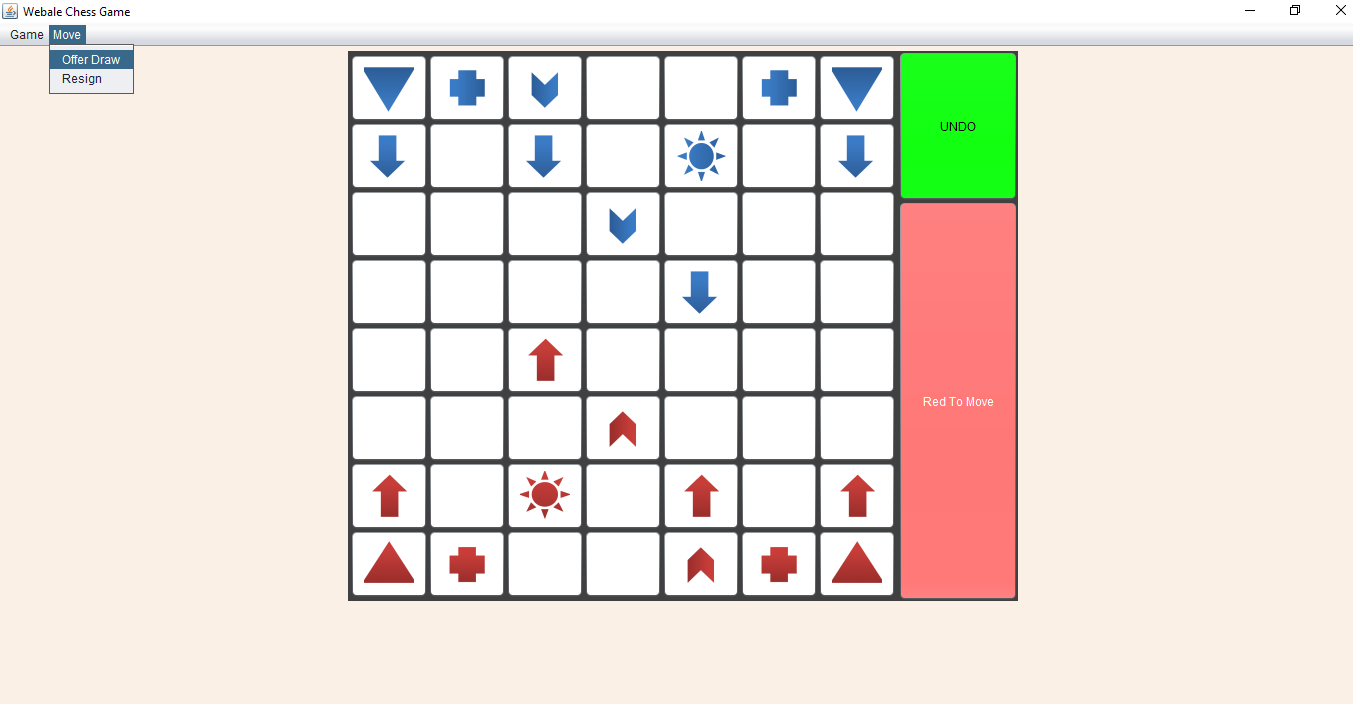 Webale Chess Game
Game Move
Offer Draw
Resign
UNDO
Red To Move